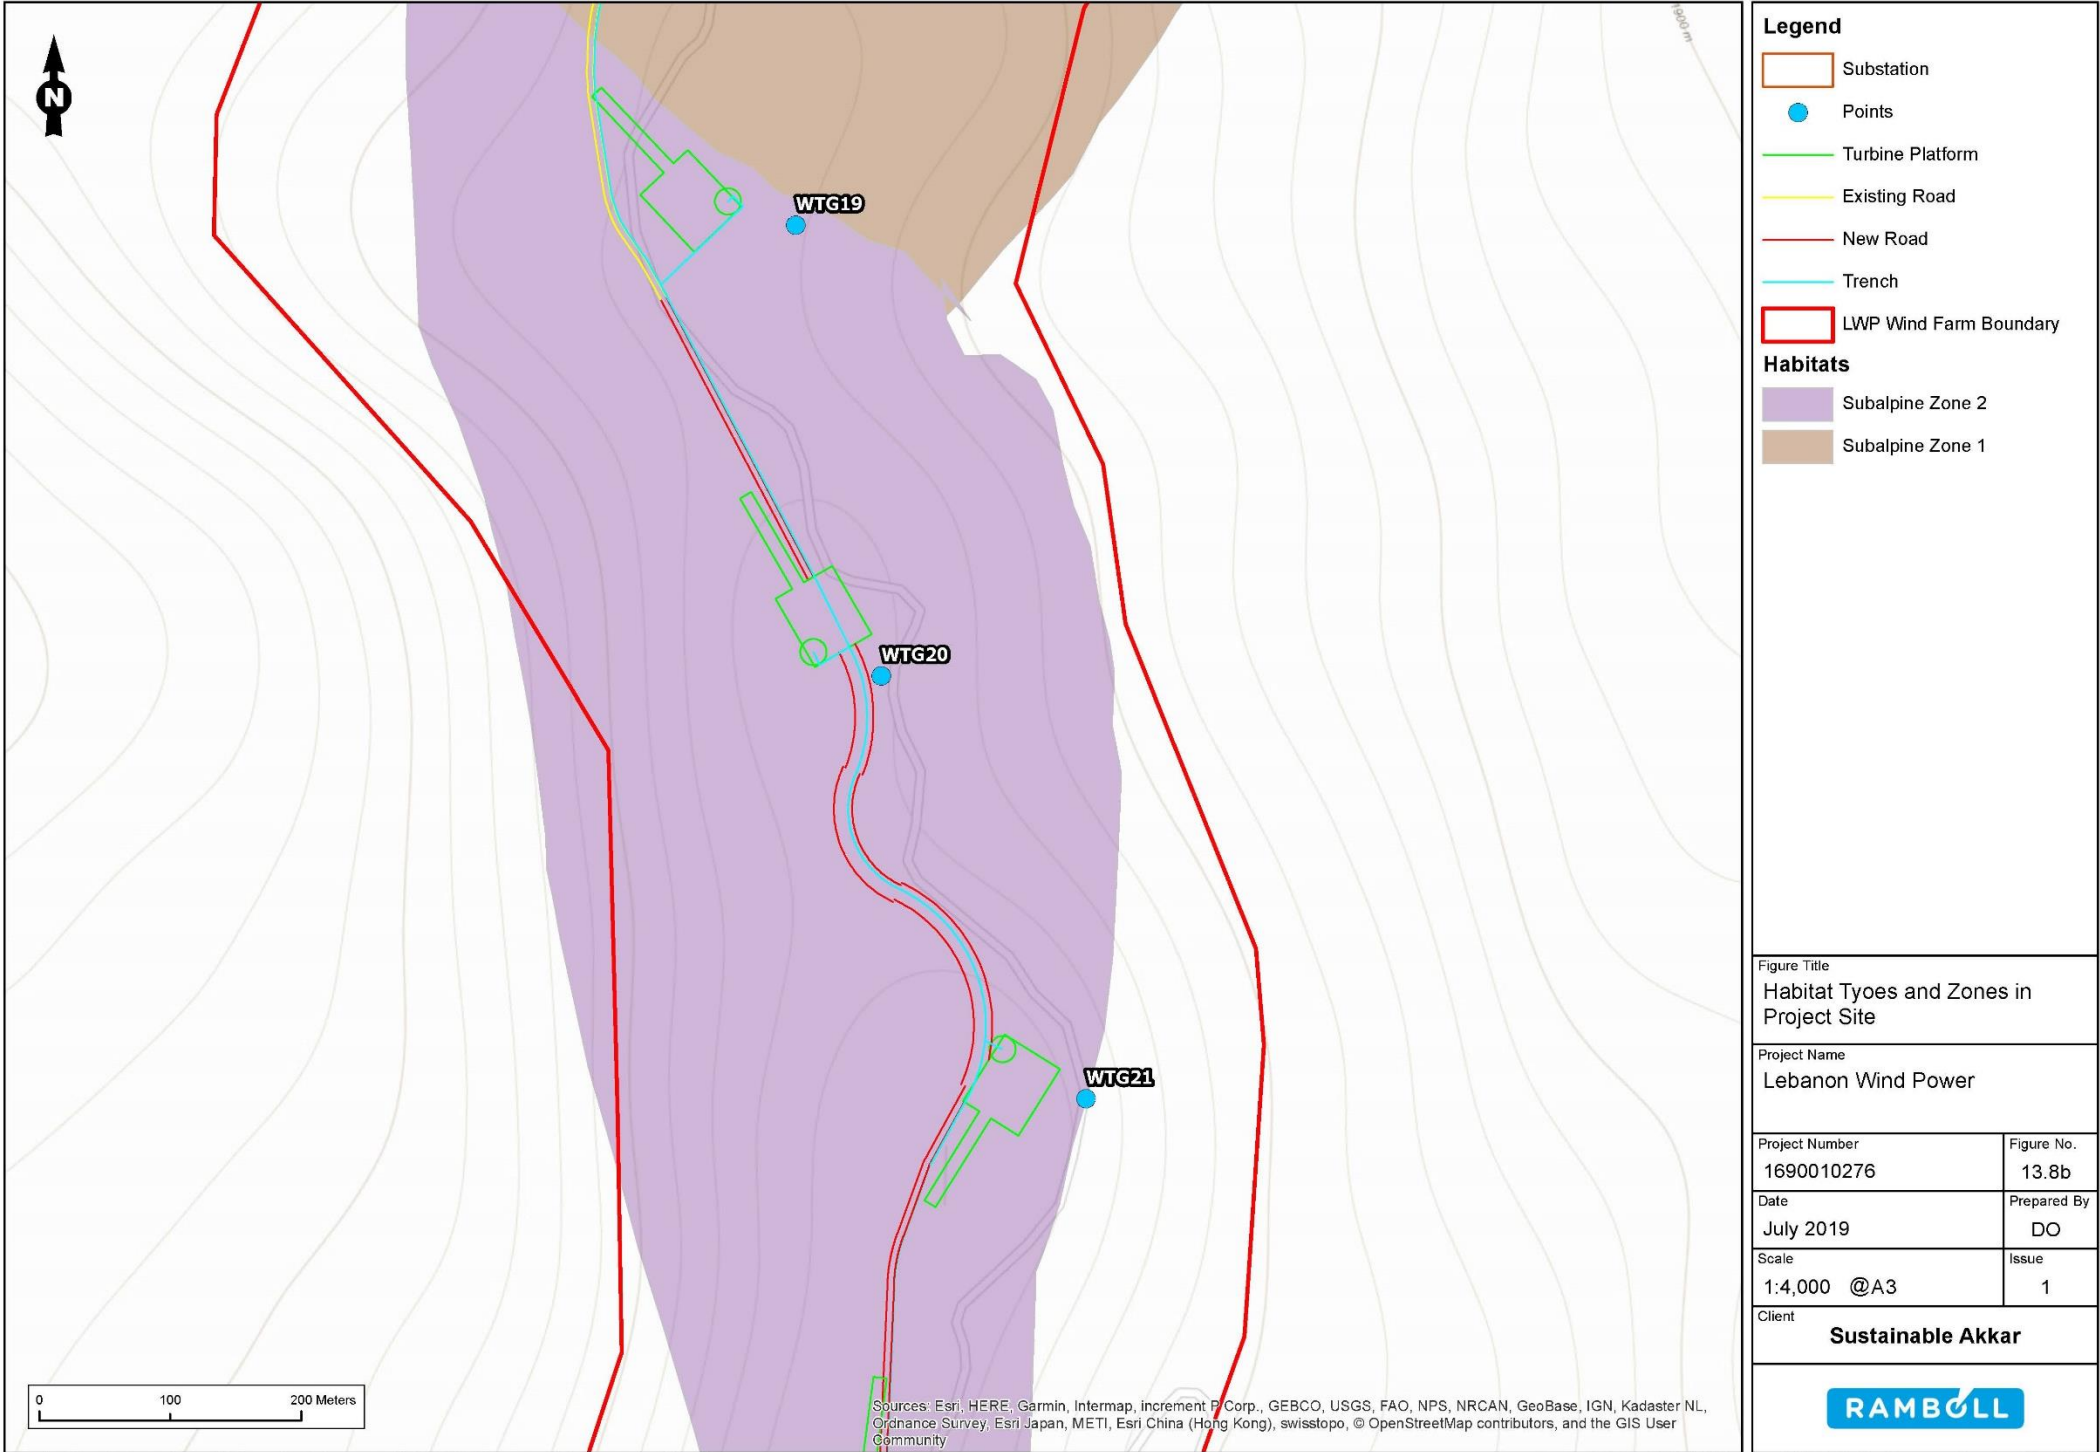 N
1900 m
WTG19
WTG20
WTG21
0 100 200 Meters
Sources: Esri, HERE, Garmin, Intermap, increment P Corp., GEBCO, USGS, FAO, NPS, NRCAN, GeoBase, IGN, Kadaster NL,
Ordnance Survey, Esri Japan, METI, Esri China (Hong Kong), swisstopo, © OpenStreetMap contributors, and the GIS User
Community
Legend
Substation
Points
Turbine Platform
Existing Road
New Road
Trench
LWP Wind Farm Boundary
Habitats
Subalpine Zone 2
Subalpine Zone 1
Figure Title
Habitat Tyoes and Zones in
Project Site
Project Name
Lebanon Wind Power
Project Number
1690010276
Figure No.
13.8b
Date
July 2019
Prepared By
DO
Scale
1:4,000 @A3
Issue
1
Client
Sustainable Akkar
RAMBOLL